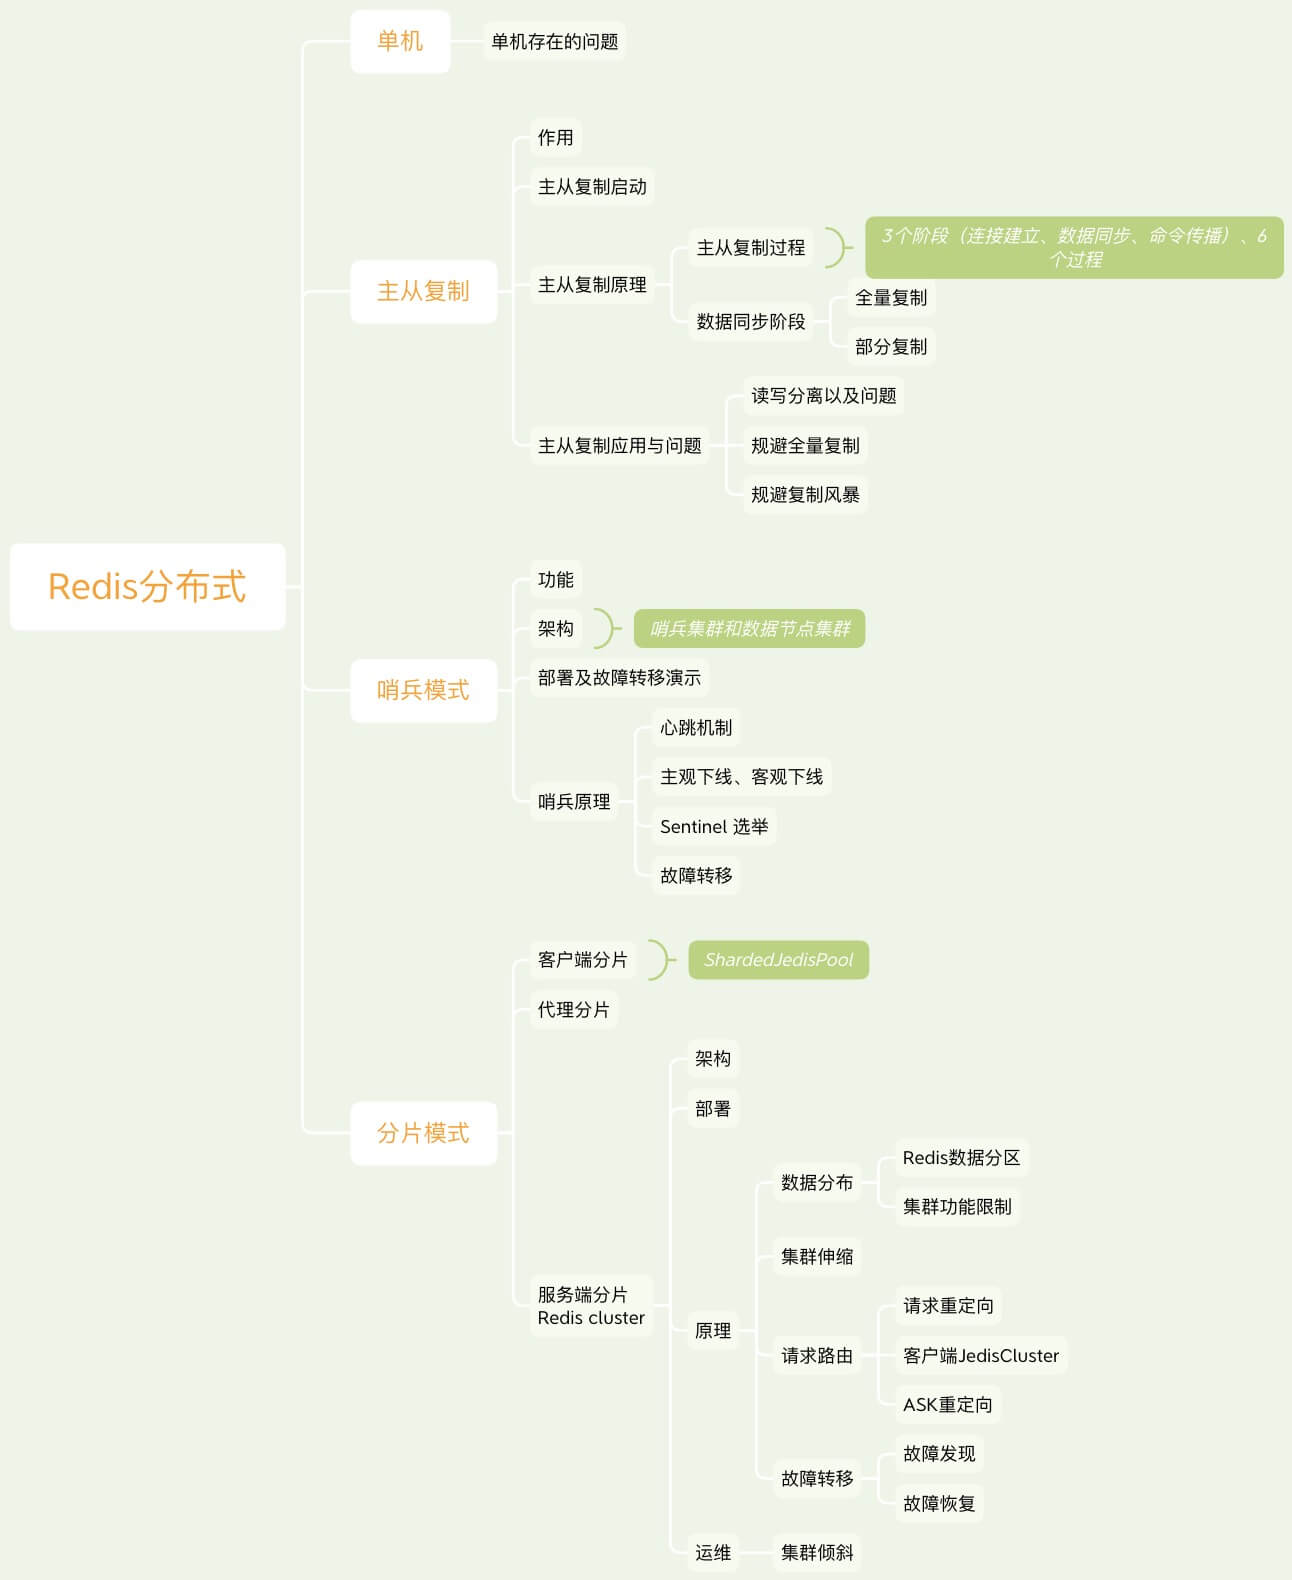 单机
单机存在的问题
作用
主从复制启动
主从复制过程
3个阶段（连接建立、数据同步、命令传播）、6
个过程
主从复制
主从复制原理
全量复制
数据同步阶段
部分复制
读写分离以及问题
主从复制应用与问题
规避全量复制
规避复制风暴
Redis分布式
功能
架构
哨兵集群和数据节点集群
部署及故障转移演示
哨兵模式
心跳机制
主观下线、客观下线
哨兵原理
Sentinel 选举
故障转移
客户端分片
ShardedJedisPool
代理分片
架构
部署
分片模式
Redis数据分区
数据分布
集群功能限制
集群伸缩
服务端分片
Redis cluster
请求重定向
原理
请求路由
客户端JedisCluster
ASK重定向
故障发现
故障转移
故障恢复
运维
集群倾斜